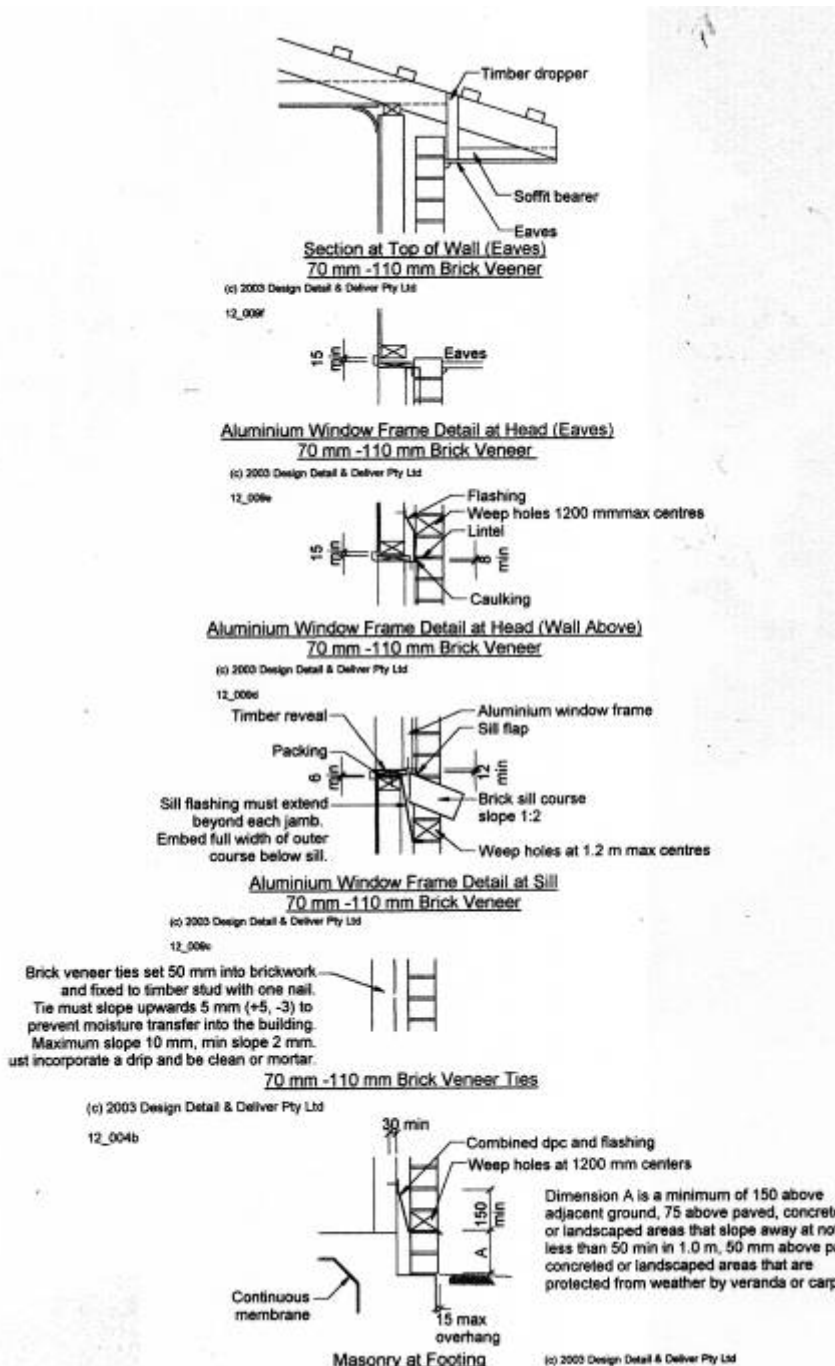 Timber dropper
Soffit bearer
Eaves
Section at Top of Wall (Eaves)
70 mm -110 mm Brick Veener
(c) 2003 Design Detail & Deliver Pty Ltd
12_009f
15
min
Eaves
Aluminium Window Frame Detail at Head (Eaves)
70 mm -110 mm Brick Veneer
(c) 2003 Design Detail & Deliver Pty Ltd
12_009e
Flashing
Weep holes 1200 mmmax centres
Lintel
15
min
8
min
Caulking
Aluminium Window Frame Detail at Head (Wall Above)
70 mm -110 mm Brick Veneer
(c) 2003 Design Detail & Deliver Pty Ltd
12_009d
Timber reveal
Aluminium window frame
Sill flap
Packing
6
min
12
min
Sill flashing must extend
beyond each jamb.
Embed full width of outer
course below sill.
Brick sill course
slope 1:2
Weep holes at 1.2 m max centres
Aluminium Window Frame Detail at Sill
70 mm -110 mm Brick Veneer
(c) 2003 Design Detail & Deliver Pty Ltd
12_009c
Brick veneer ties set 50 mm into brickwork
and fixed to timber stud with one nail.
Tie must slope upwards 5 mm (+5, -3) to
prevent moisture transfer into the building.
Maximum slope 10 mm, min slope 2 mm.
ust incorporate a drip and be clean or mortar.
70 mm -110 mm Brick Veneer Ties
(c) 2003 Design Detail & Deliver Pty Ltd
12_004b
30 min
Combined dpc and flashing
Weep holes at 1200 mm centers
150
min
A
Dimension A is a minimum of 150 above
adjacent ground, 75 above paved, concrete
or landscaped areas that slope away at not
less than 50 min in 1.0 m, 50 mm above pa
concreted or landscaped areas that are
protected from weather by veranda or carp
Continuous
membrane
15 max
overhang
Masonry at Footing
(c) 2003 Design Detail & Deliver Pty Ltd